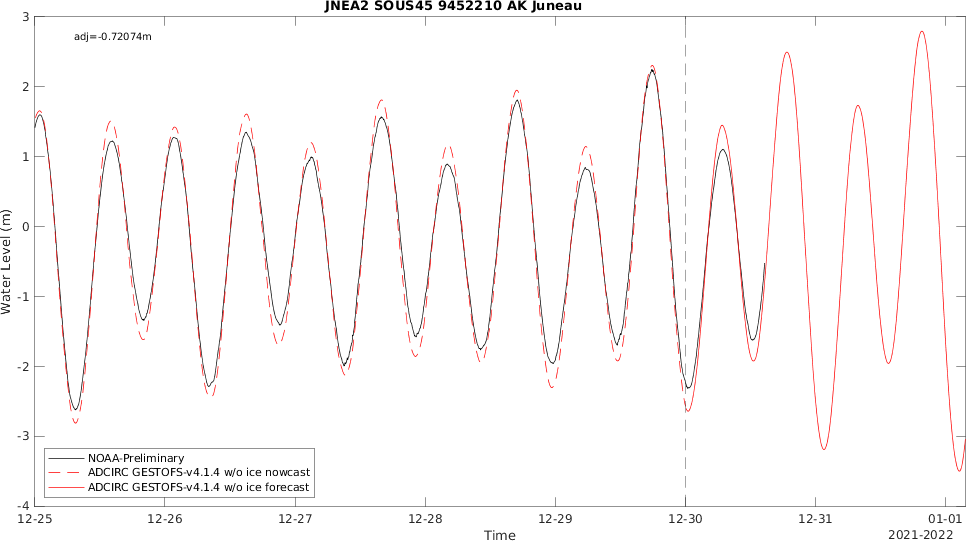 JNEA2 SOUS45 9452210 AK Juneau
adj=-0.72074m
3
2
1
0
-1
-2
-3
-4
Water Level (m)
NOAA-Preliminary
ADCIRC GESTOFS-v4.1.4 w/o ice nowcast
ADCIRC GESTOFS-v4.1.4 w/o ice forecast
12-25 12-26 12-27 12-28 12-29 12-30 12-31 01-01
Time
2021-2022